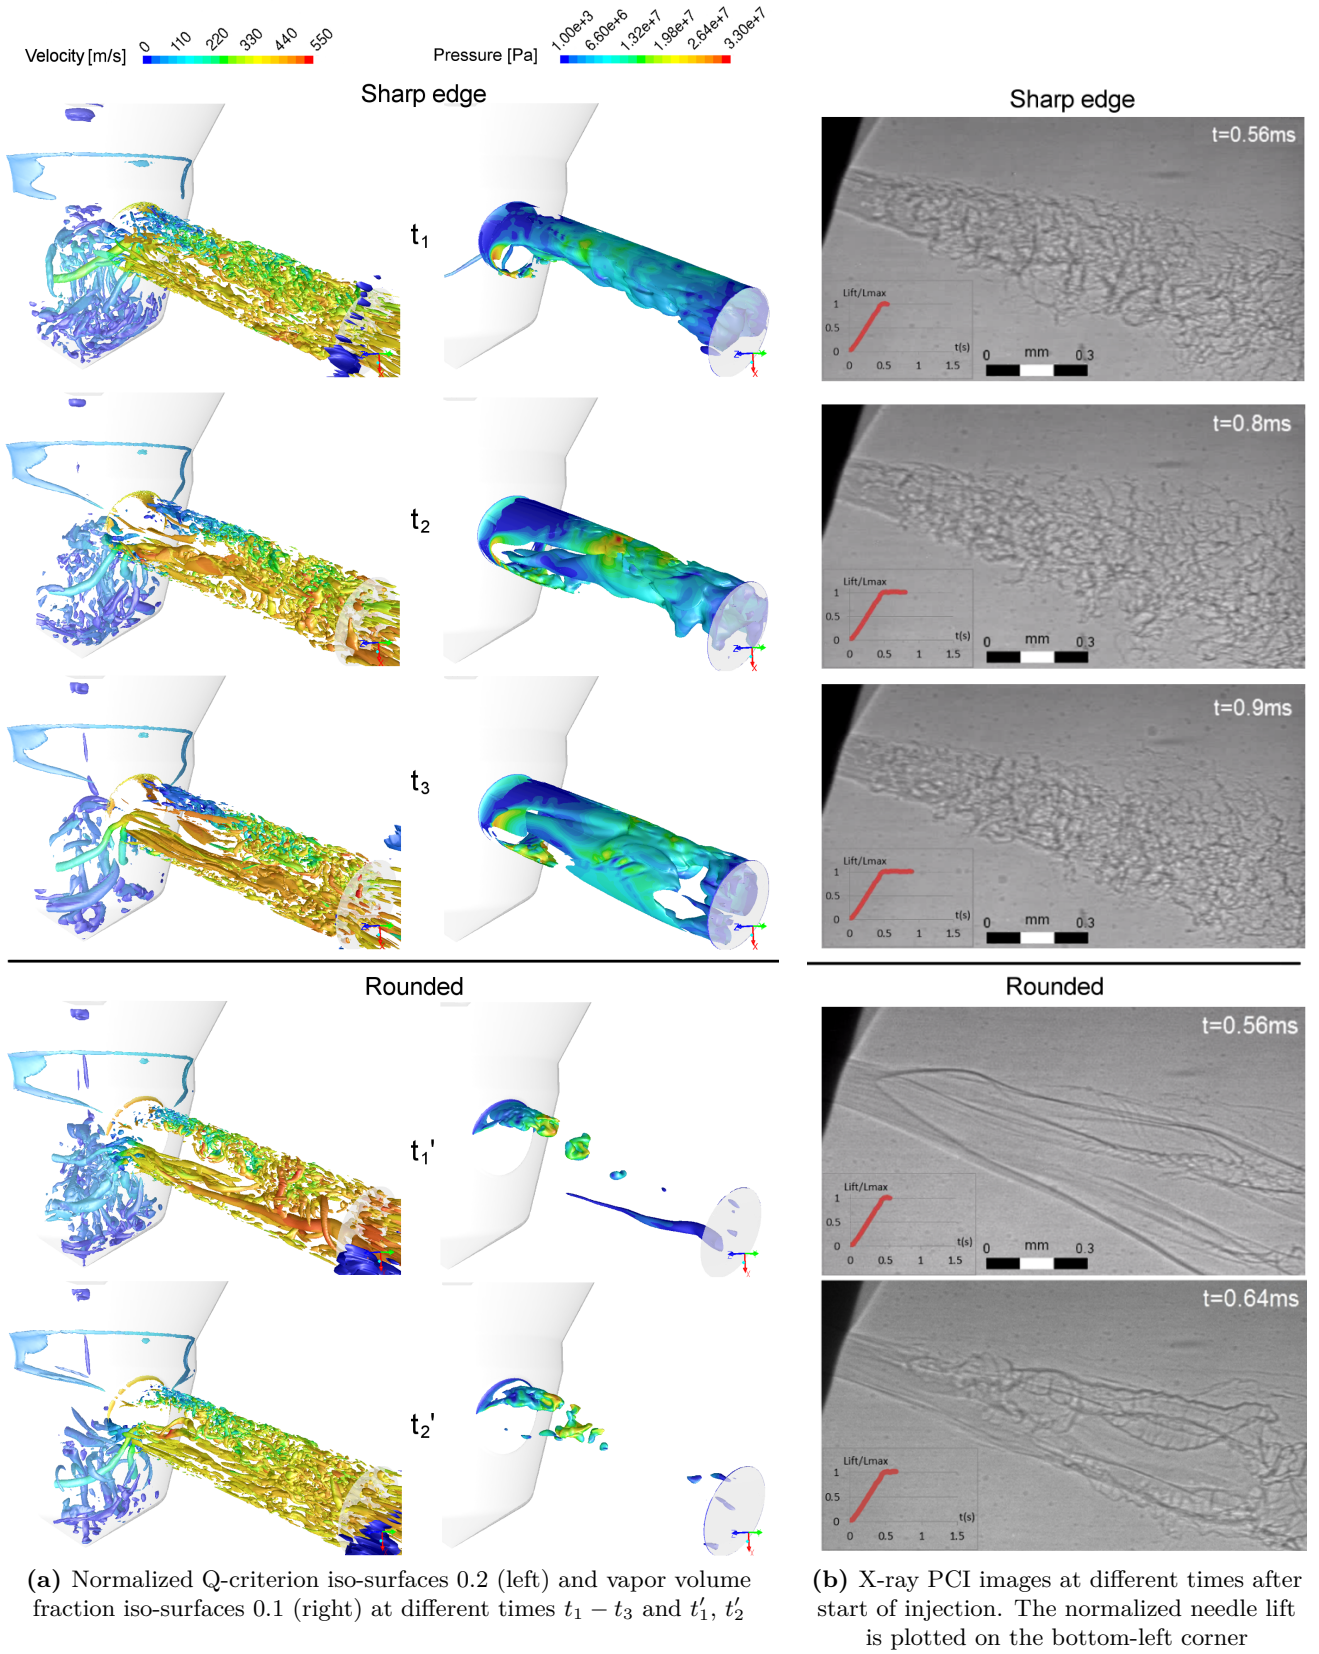 Velocity [m/s]
0 110 220 330 440 550
Pressure [Pa]
1.00e+3 6.60e+6 1.32e+7 1.98e+7 2.64e+7 3.30e+7
Sharp edge
t1
Z
X
t2
Z
X
t3
Z
X
Rounded
t1'
X
t2'
Z
X
Sharp edge
t=0.56ms
Lift/Lmax
1
0.5
0
0 0.5 1 1.5
t(s)
0 mm 0.3
t=0.8ms
Lift/Lmax
1
0.5
0
0 0.5 1 1.5
t(s)
0 mm 0.3
t=0.9ms
Lift/Lmax
1
0.5
0
0 0.5 1 1.5
t(s)
0 mm 0.3
Rounded
t=0.56ms
Lift/Lmax
1
0.5
0
0 0.5 1 1.5
t(s)
0 mm 0.3
t=0.64ms
Lift/Lmax
1
0.5
0
0 0.5 1 1.5
t(s)
(a) Normalized Q-criterion iso-surfaces 0.2 (left) and vapor volume
fraction iso-surfaces 0.1 (right) at different times t1 − t3 and t′1, t′2
(b) X-ray PCI images at different times after
start of injection. The normalized needle lift
is plotted on the bottom-left corner